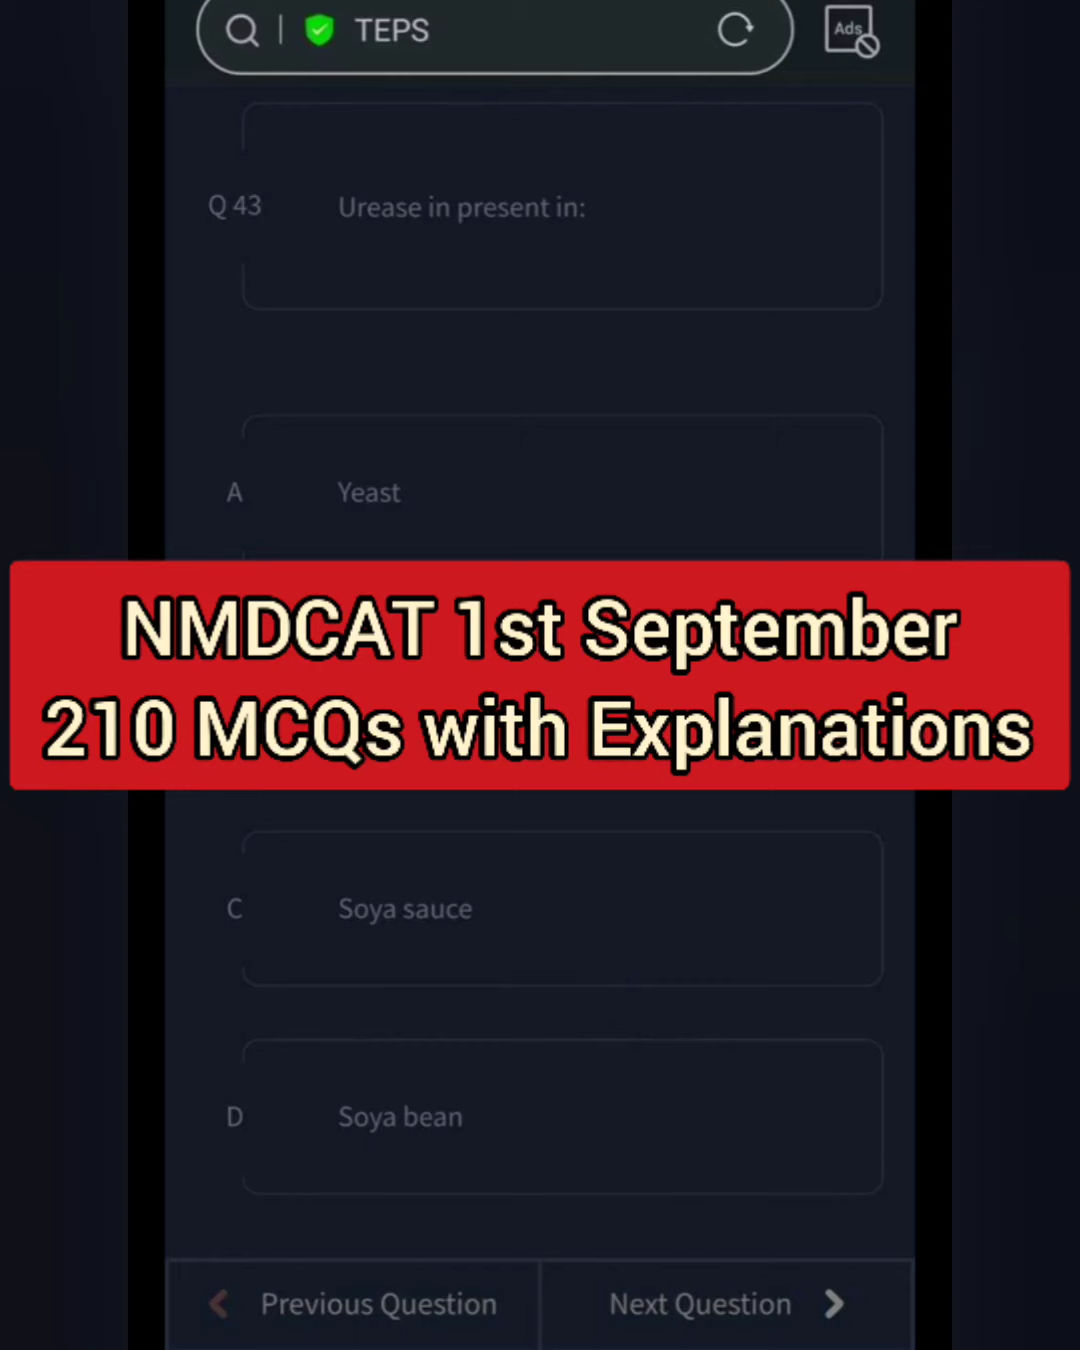 TEPS
Ads
Q 43
Urease in present in:
A
Yeast
NMDCAT 1st September
210 MCQs with Explanations
C
Soya sauce
D
Soya bean
Previous Question
Next Question